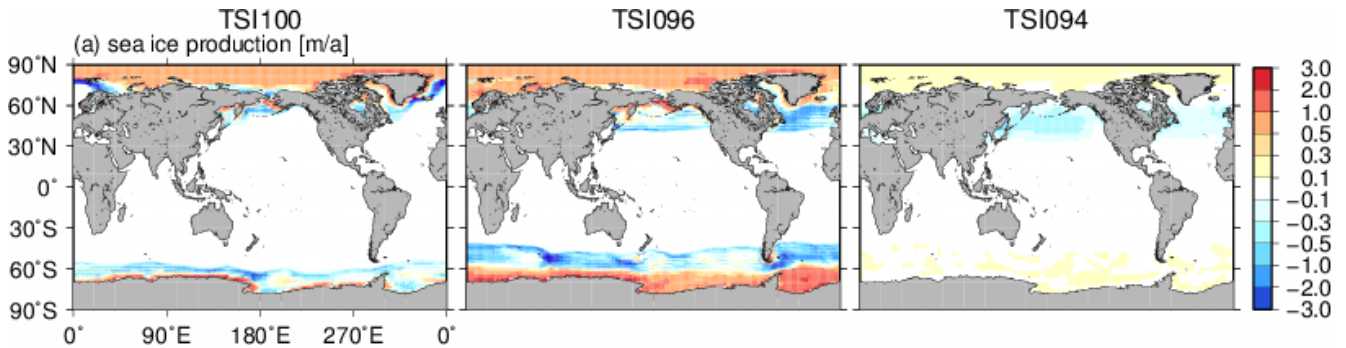 TSI100 TSI096 TSI094
(a) sea ice production [m/a]
90˚N
60˚N
30˚N
0˚
30˚S
60˚S
90˚S
0˚ 90˚E 180˚E 270˚E 0˚
3.0
2.0
1.0
0.5
0.3
0.1
−0.1
−0.3
−0.5
−1.0
−2.0
−3.0